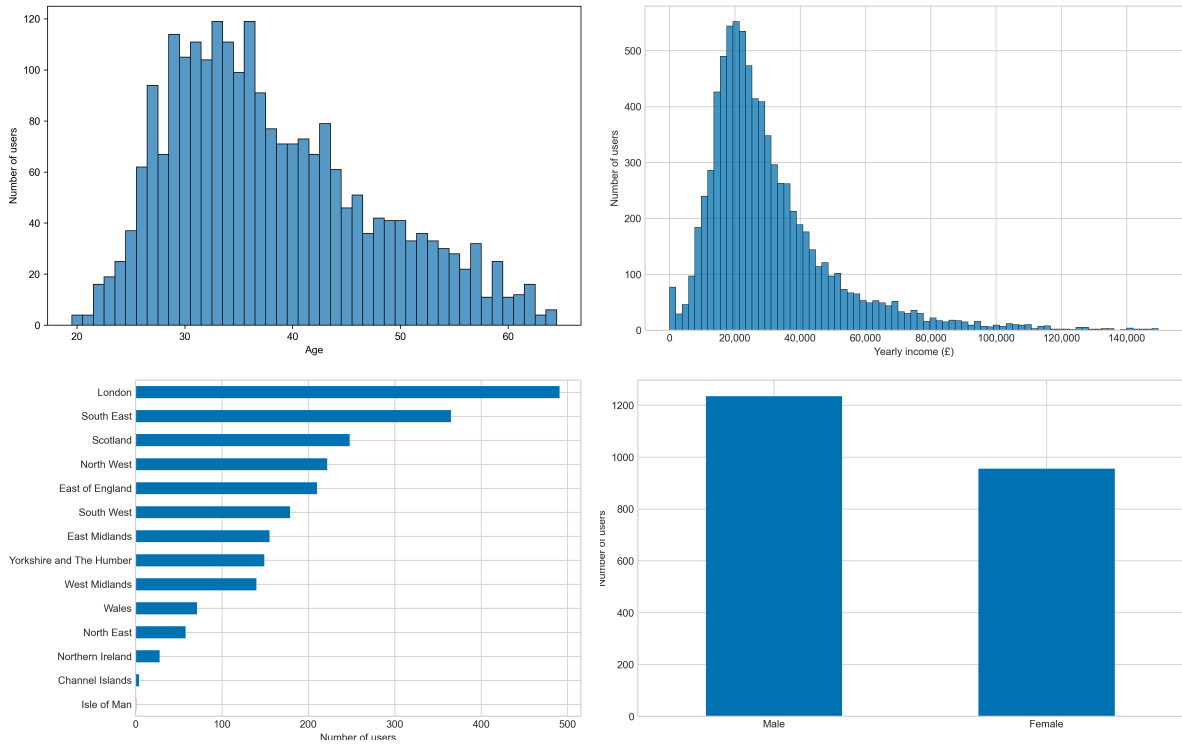 120
100
80
60
40
20
0
Number of users
20
30
40
50
60
Age
500
400
300
200
100
0
Number of users
0
20,000
40,000
60,000
80,000
100,000
120,000
140,000
Yearly income (£)
London
South East
Scotland
North West
East of England
South West
East Midlands
Yorkshire and The Humber
West Midlands
Wales
North East
Northern Ireland
Channel Islands
Isle of Man
0
100
200
300
400
500
Number of users
1200
1000
800
600
400
200
0
Number of users
Male
Female